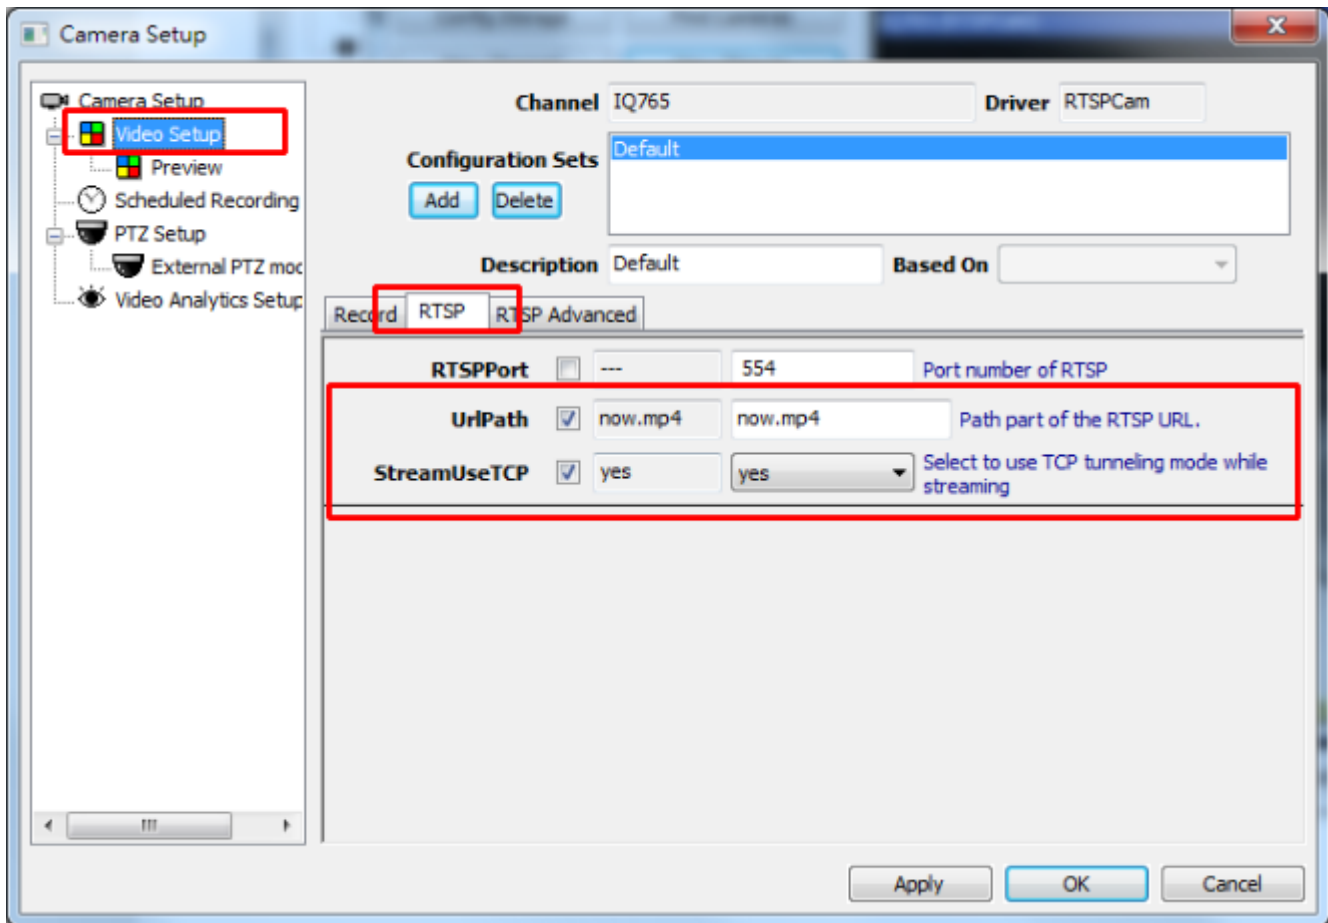 Camera Setup
Camera Setup
Video Setup
Preview
Scheduled Recording
PTZ Setup
External PTZ moc
Video Analytics Setup
Channel IQ765 Driver RTSPCam
Configuration Sets Default
Add Delete
Description Default Based On
Record RTSP RTSP Advanced
RTSPPort --- 554 Port number of RTSP
UrlPath now.mp4 now.mp4 Path part of the RTSP URL.
StreamUseTCP yes yes Select to use TCP tunneling mode while
streaming
Apply OK Cancel